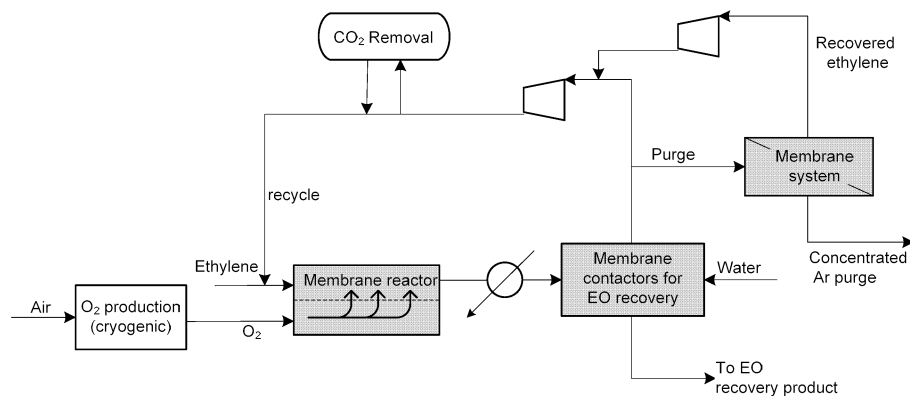 CO₂ Removal
Recovered
ethylene
Purge
Membrane
system
recycle
Concentrated
Ar purge
Ethylene
Membrane reactor
Membrane
contactors for
EO recovery
Water
Air
O₂ production
(cryogenic)
O₂
To EO
recovery product